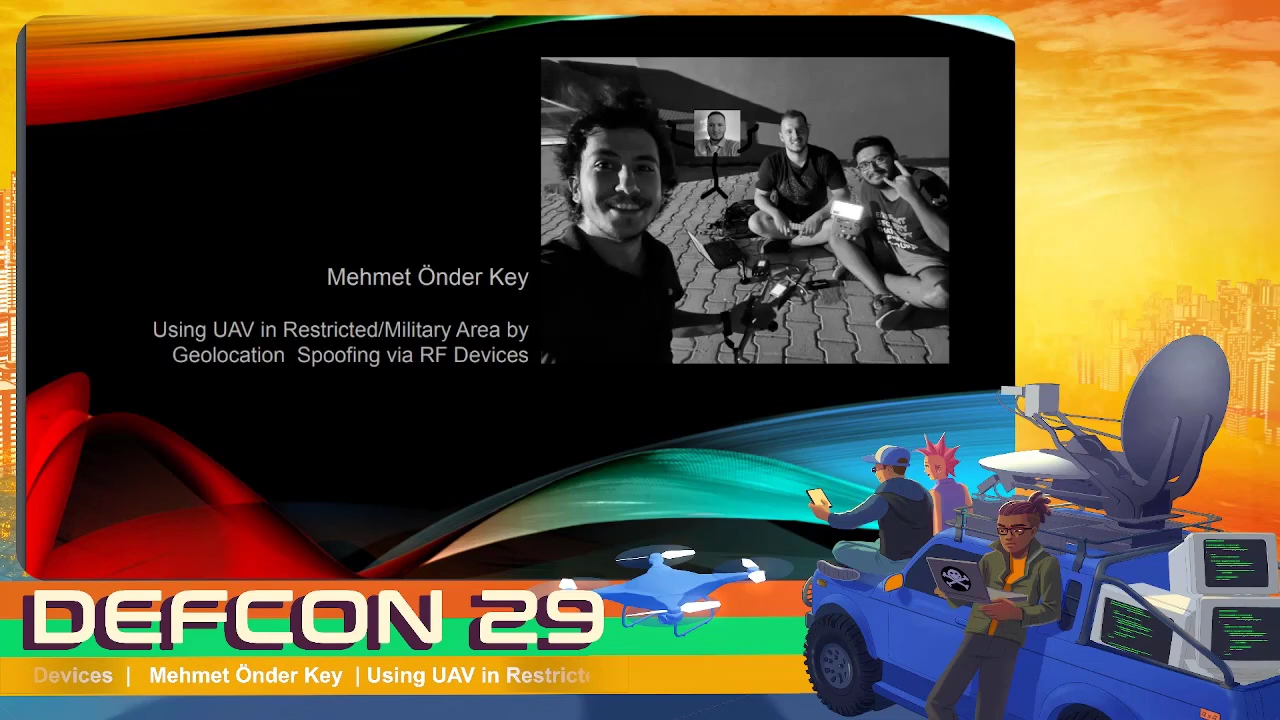 Mehmet Önder Key
Using UAV in Restricted/Military Area by
Geolocation  Spoofing via RF Devices
DEFCON 29
Devices | Mehmet Önder Key | Using UAV in Restricte